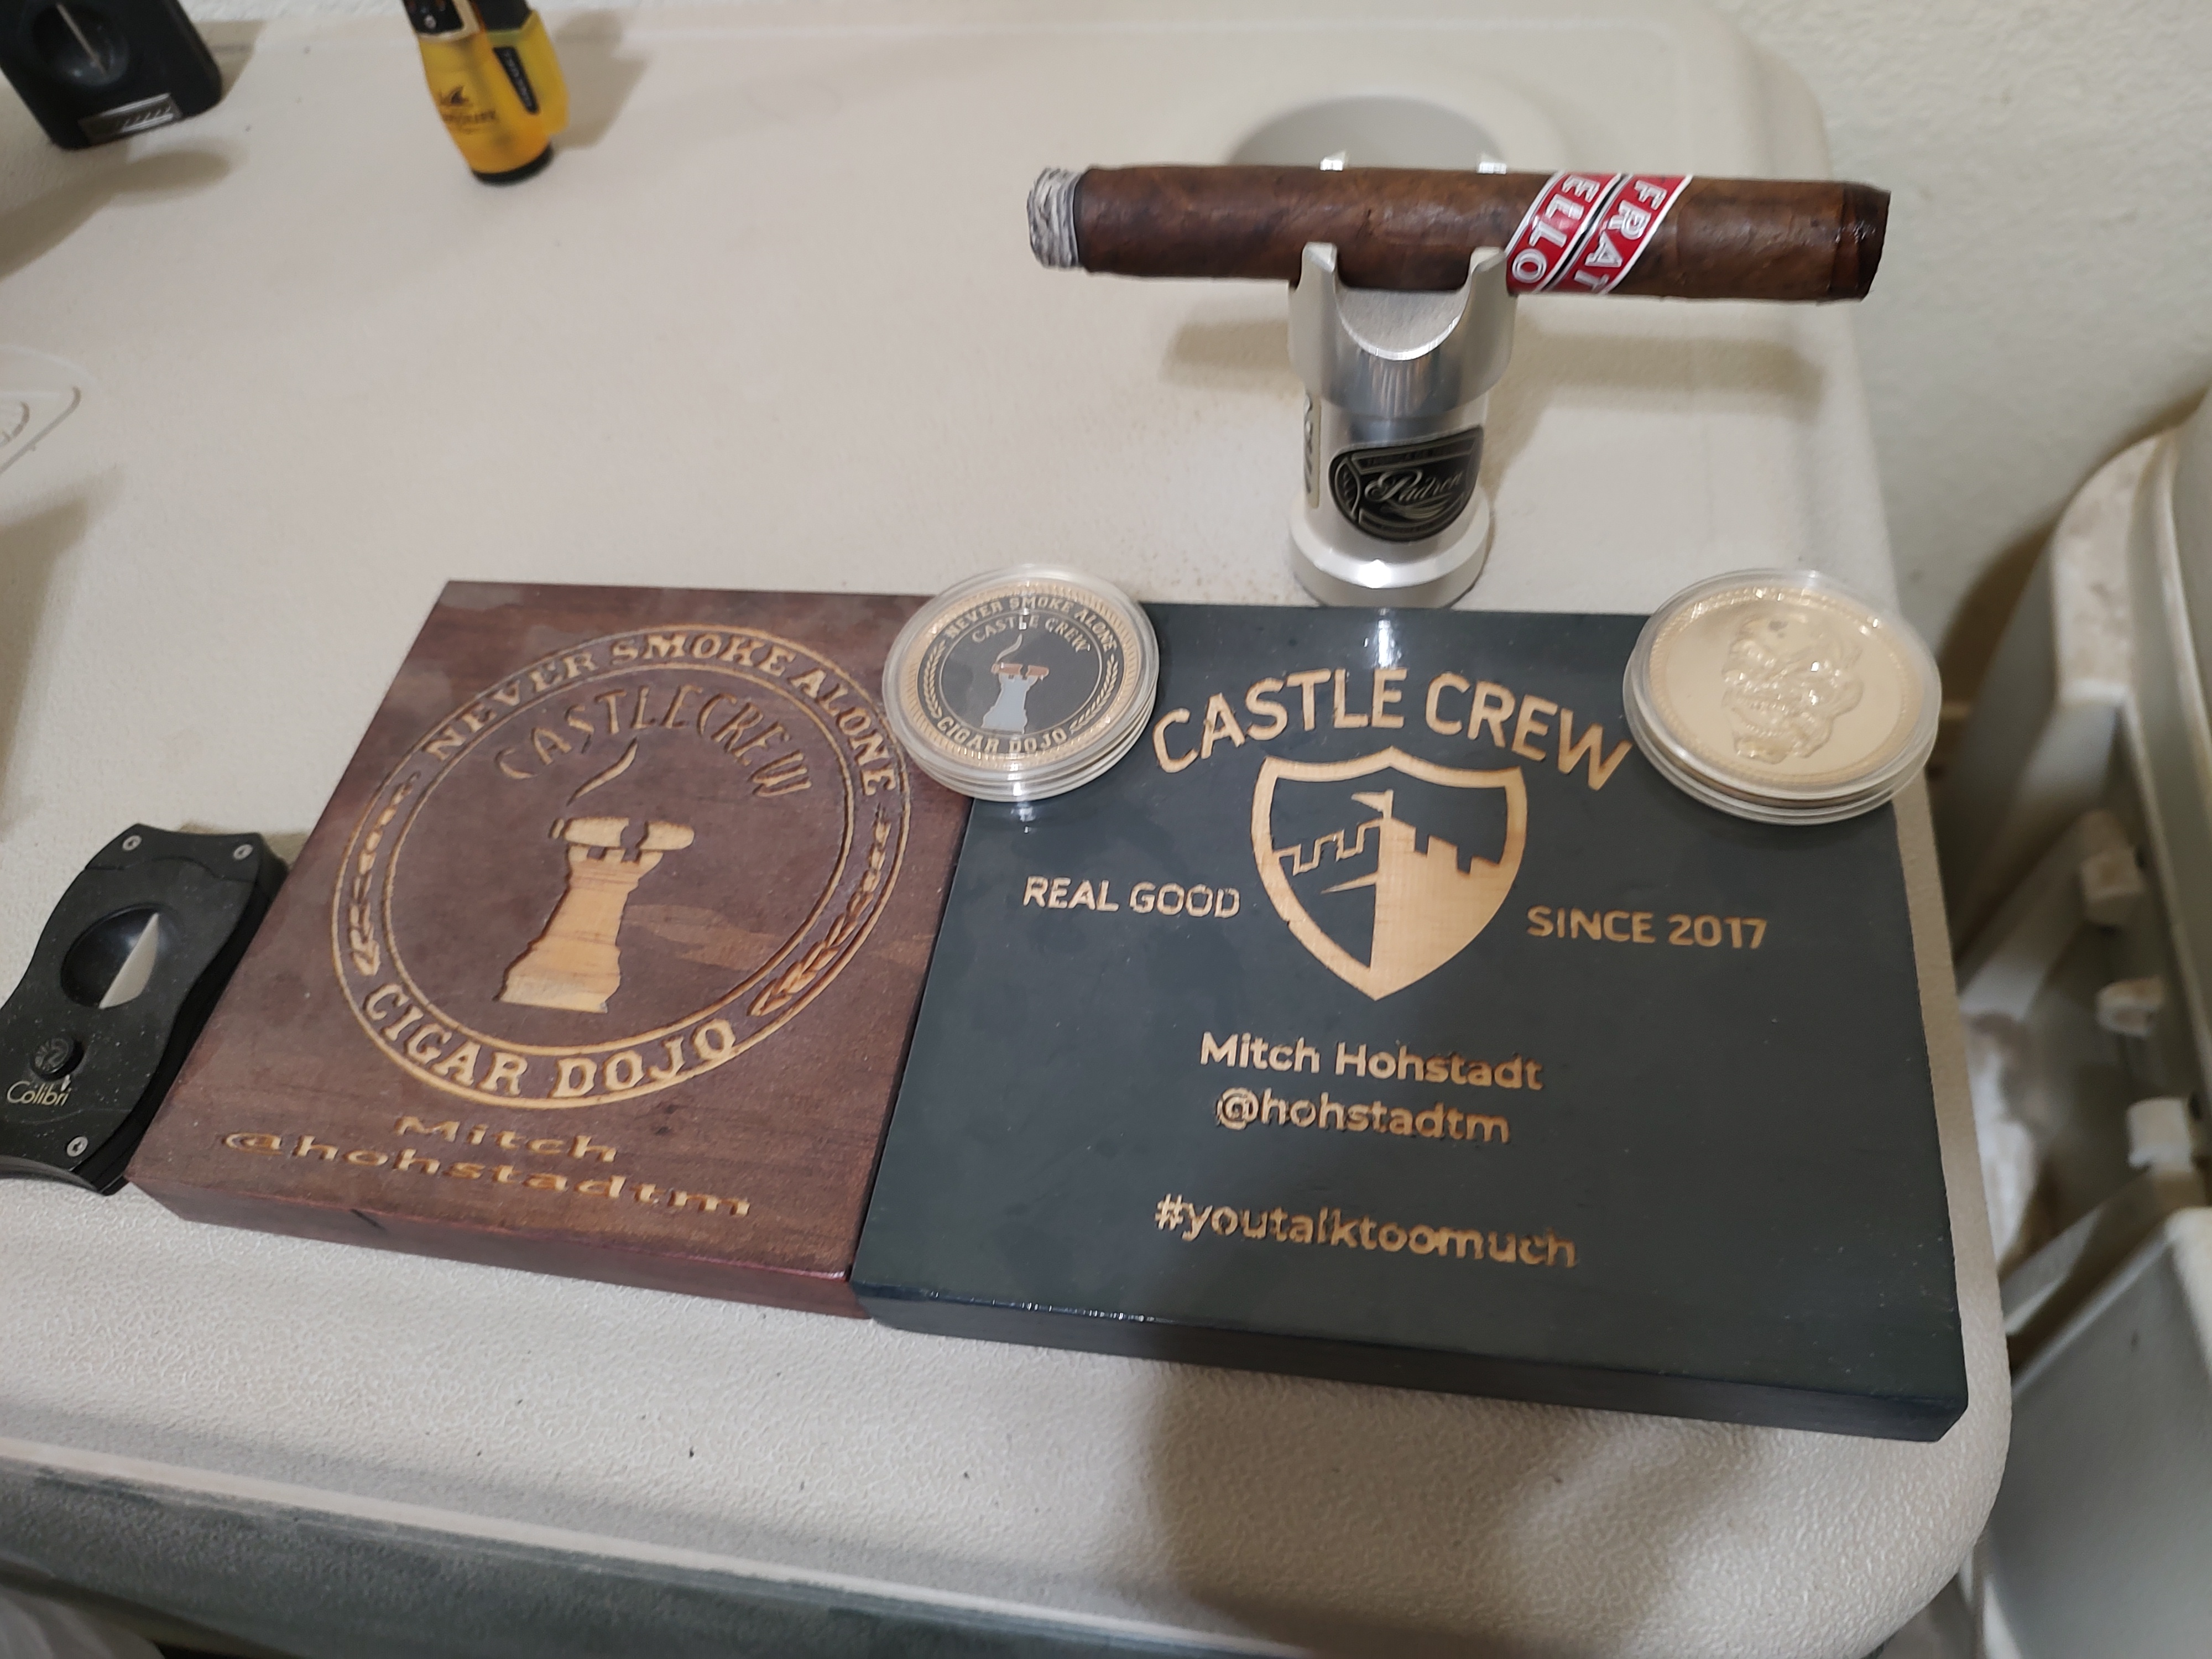 FRAT
ELLO
Padrón
NEVER SMOKE ALONE
CASTLE CREW
CIGAR DOJO
NEVER SMOKE ALONE
CASTLE CREW
CIGAR DOJO
Mitch
@hohstadtm
CASTLE CREW
REAL GOOD
SINCE 2017
Mitch Hohstadt
@hohstadtm
#youtalktoomuch
Colibri